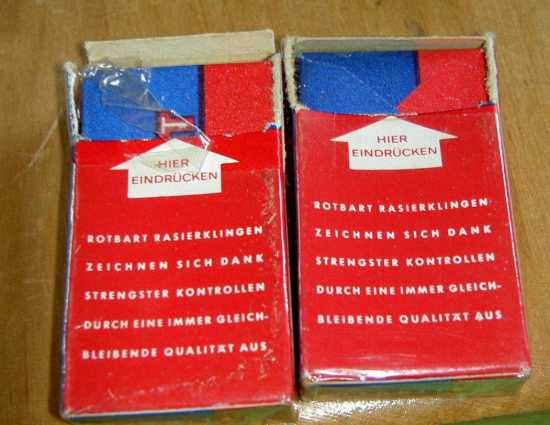 HIER
EINDRÜCKEN
ROTBART RASIERKLINGEN
ZEICHNEN SICH DANK
STRENGSTER KONTROLLEN
DURCH EINE IMMER GLEICH-
BLEIBENDE QUALITÄT AUS
HIER
EINDRÜCKEN
ROTBART RASIERKLINGEN
ZEICHNEN SICH DANK
STRENGSTER KONTROLLEN
DURCH EINE IMMER GLEICH-
BLEIBENDE QUALITÄT AUS